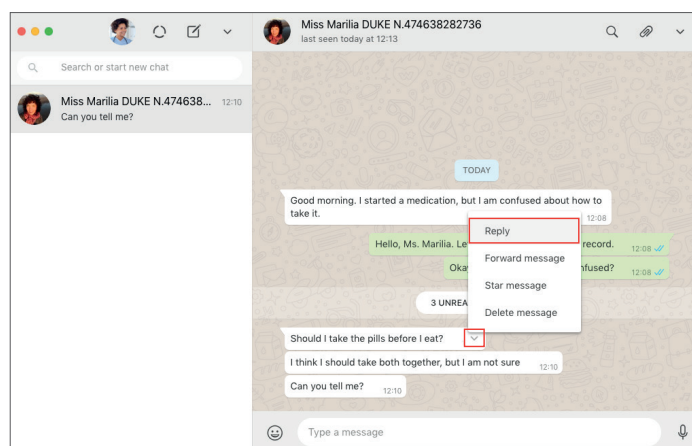 Miss Marilia DUKE N.474638282736
last seen today at 12:13
Search or start new chat
Miss Marilia DUKE N.474638... 12:10
Can you tell me?
TODAY
Good morning. I started a medication, but I am confused about how to
take it. 12:08
Hello, Ms. Marilia. record. 12:08
12:08
3
Reply
Forward message
Star message
Delete message
Should I take the pills before I eat?
I think I should take both together, but I am not sure 12:10
Can you tell me? 12:10
Type a message